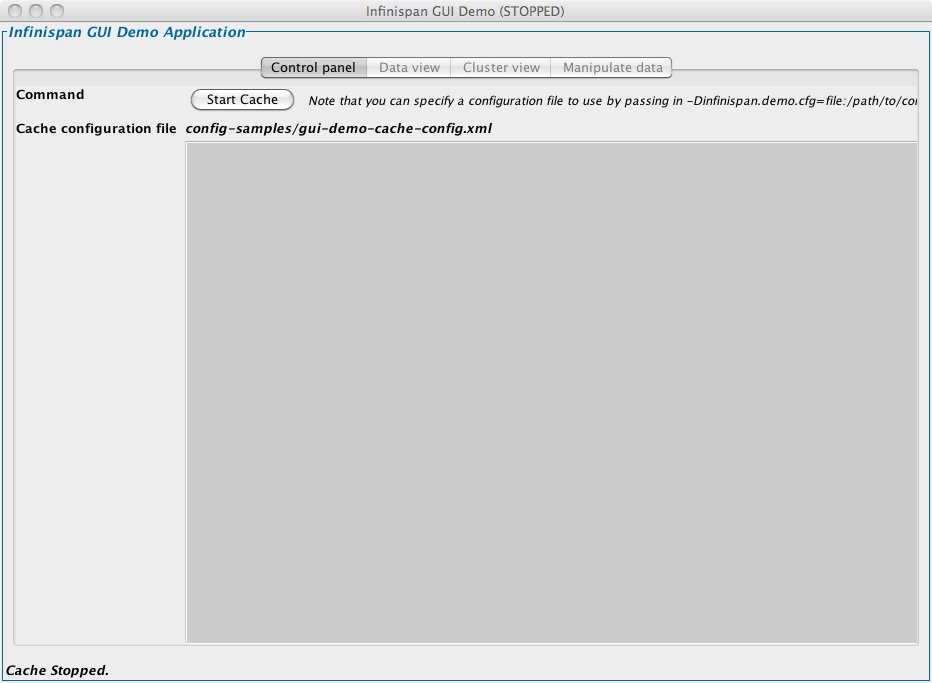 Infinispan GUI Demo (STOPPED)
Infinispan GUI Demo Application
Control panel Data view Cluster view Manipulate data
Command Start Cache Note that you can specify a configuration file to use by passing in -Dinfinispan.demo.cfg=file:/path/to/
Cache configuration file config-samples/gui-demo-cache-config.xml
Cache Stopped.